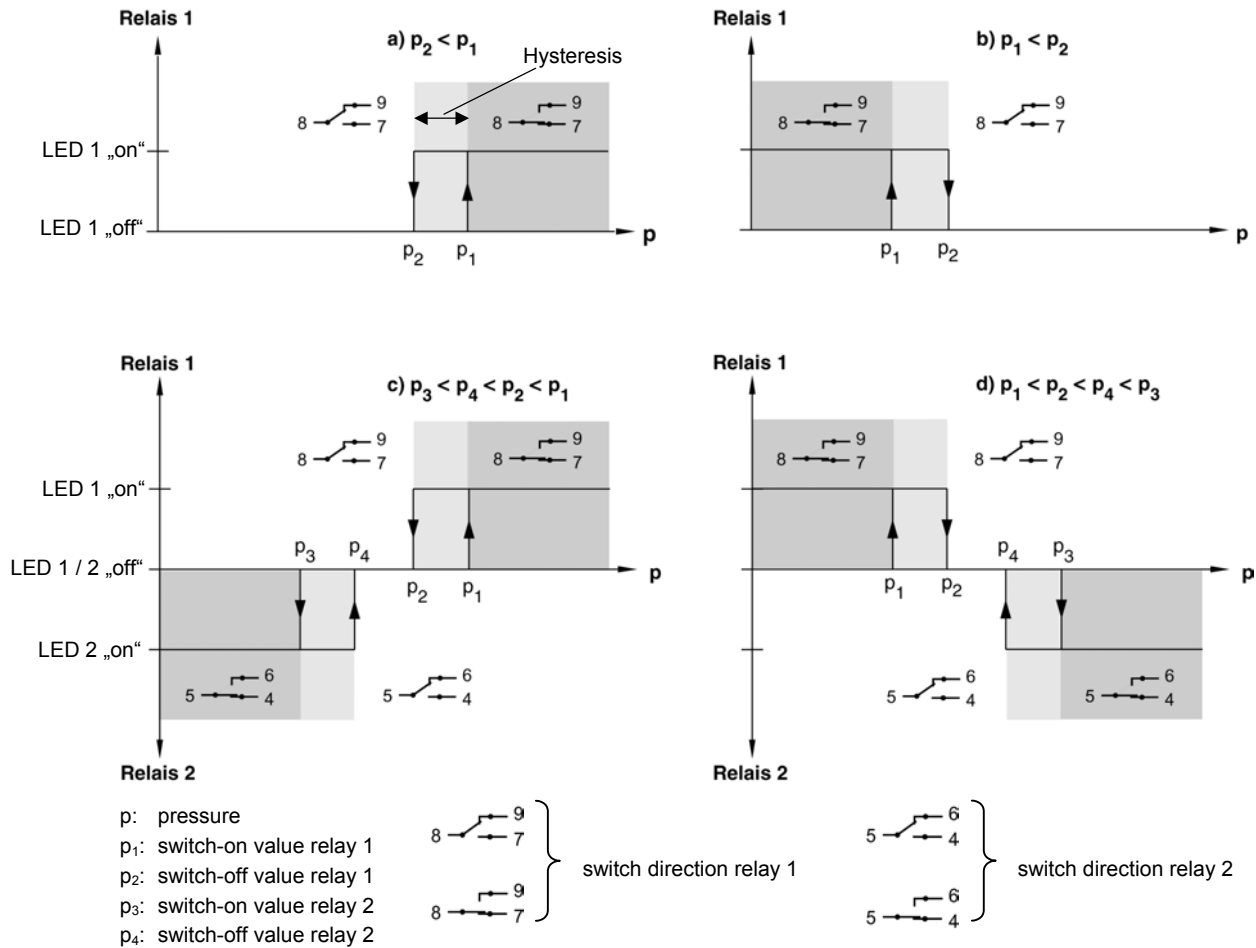 Relais 1
a) p₂ < p₁
Hysteresis
8 9 7
8 9 7
LED 1 „on“
LED 1 „off“
p₂ p₁
p
Relais 1
b) p₁ < p₂
8 9 7
8 9 7
p₁ p₂
p
Relais 1
c) p₃ < p₄ < p₂ < p₁
8 9 7
8 9 7
LED 1 „on“
p₃ p₄
LED 1 / 2 „off“
p₂ p₁
p
LED 2 „on“
5 6 4
5 6 4
Relais 2
Relais 1
d) p₁ < p₂ < p₄ < p₃
8 9 7
8 9 7
p₄ p₃
p₁ p₂
p
5 6 4
5 6 4
Relais 2
p: pressure
p₁: switch-on value relay 1
p₂: switch-off value relay 1
p₃: switch-on value relay 2
p₄: switch-off value relay 2
8 9 7
8 9 7
switch direction relay 1
5 6 4
5 6 4
switch direction relay 2